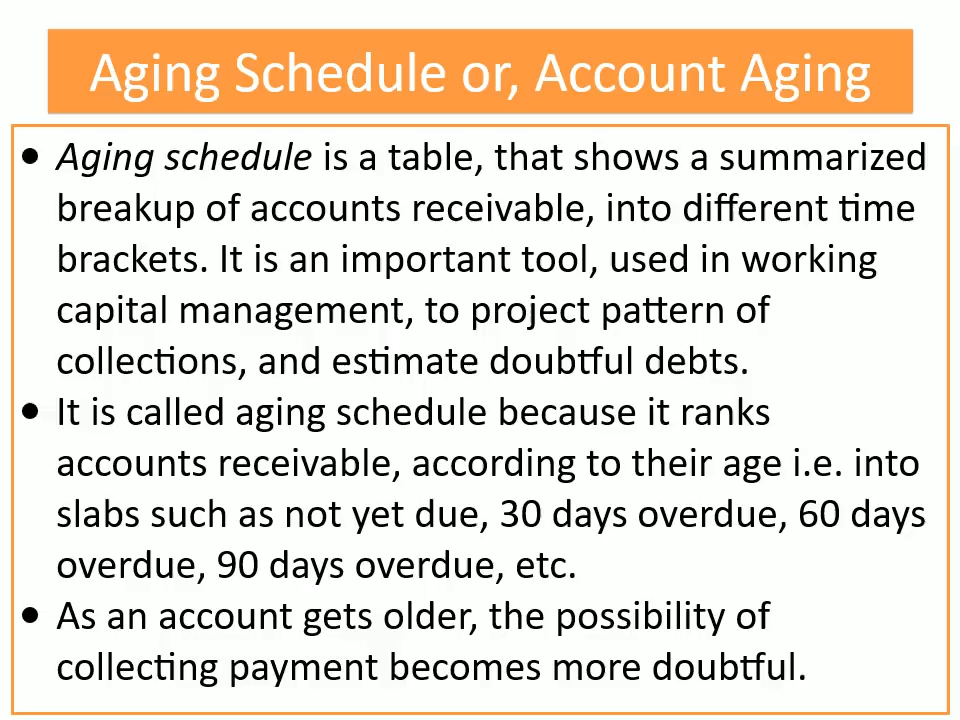 Aging Schedule or, Account Aging
• Aging schedule is a table, that shows a summarized
breakup of accounts receivable, into different time
brackets. It is an important tool, used in working
capital management, to project pattern of
collections, and estimate doubtful debts.
• It is called aging schedule because it ranks
accounts receivable, according to their age i.e. into
slabs such as not yet due, 30 days overdue, 60 days
overdue, 90 days overdue, etc.
• As an account gets older, the possibility of
collecting payment becomes more doubtful.